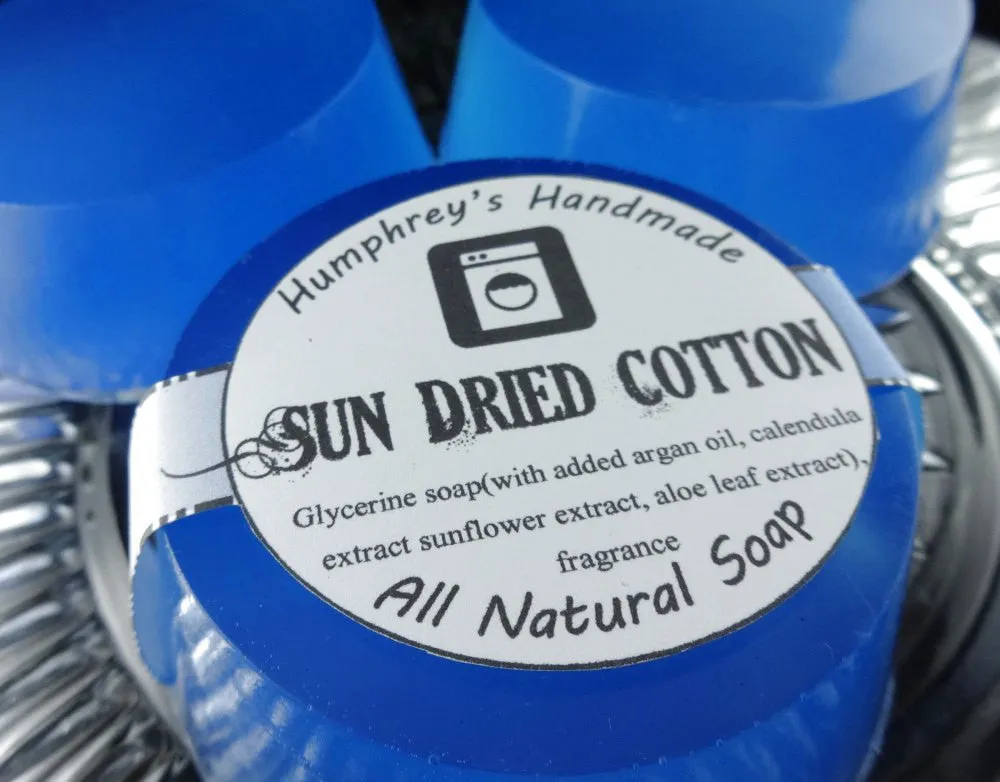 Humphrey's Handmade
SUN DRIED COTTON
Glycerine soap(with added argan oil, calendula
extract sunflower extract, aloe leaf extract),
fragrance
All Natural Soap